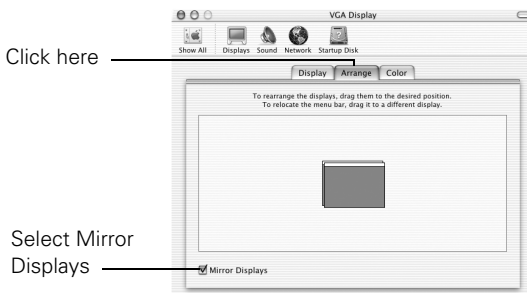 VGA Display
Show All Displays Sound Network Startup Disk
Click here
Display Arrange Color
To rearrange the displays, drag them to the desired position.
To relocate the menu bar, drag it to a different display.
Select Mirror
Displays
Mirror Displays